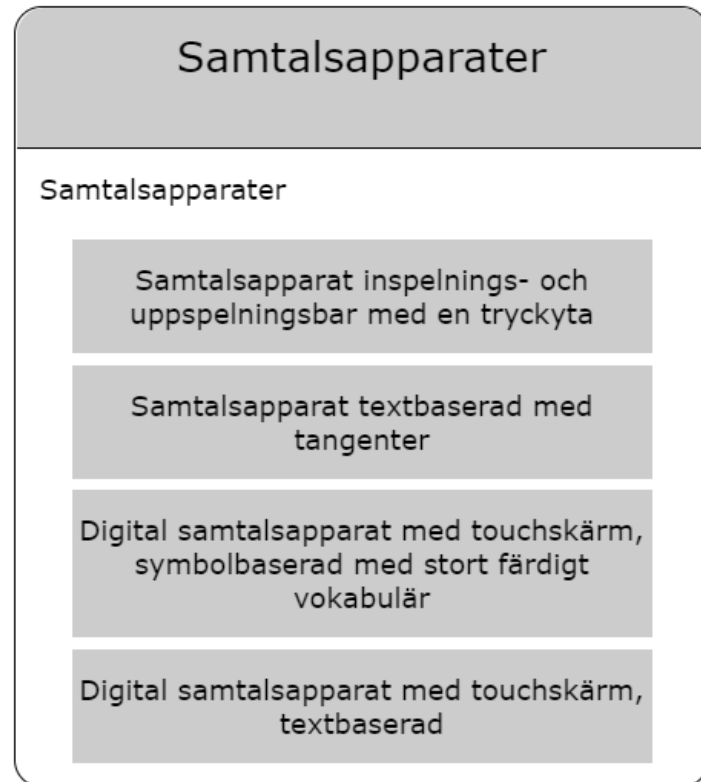 Samtalsapparater
Samtalsapparater
Samtalsapparat inspelnings- och
uppspelningsbar med en tryckyta
Samtalsapparat textbaserad med
tangenter
Digital samtalsapparat med touchskärm,
symbolbaserad med stort färdigt
vokabulär
Digital samtalsapparat med touchskärm,
textbaserad